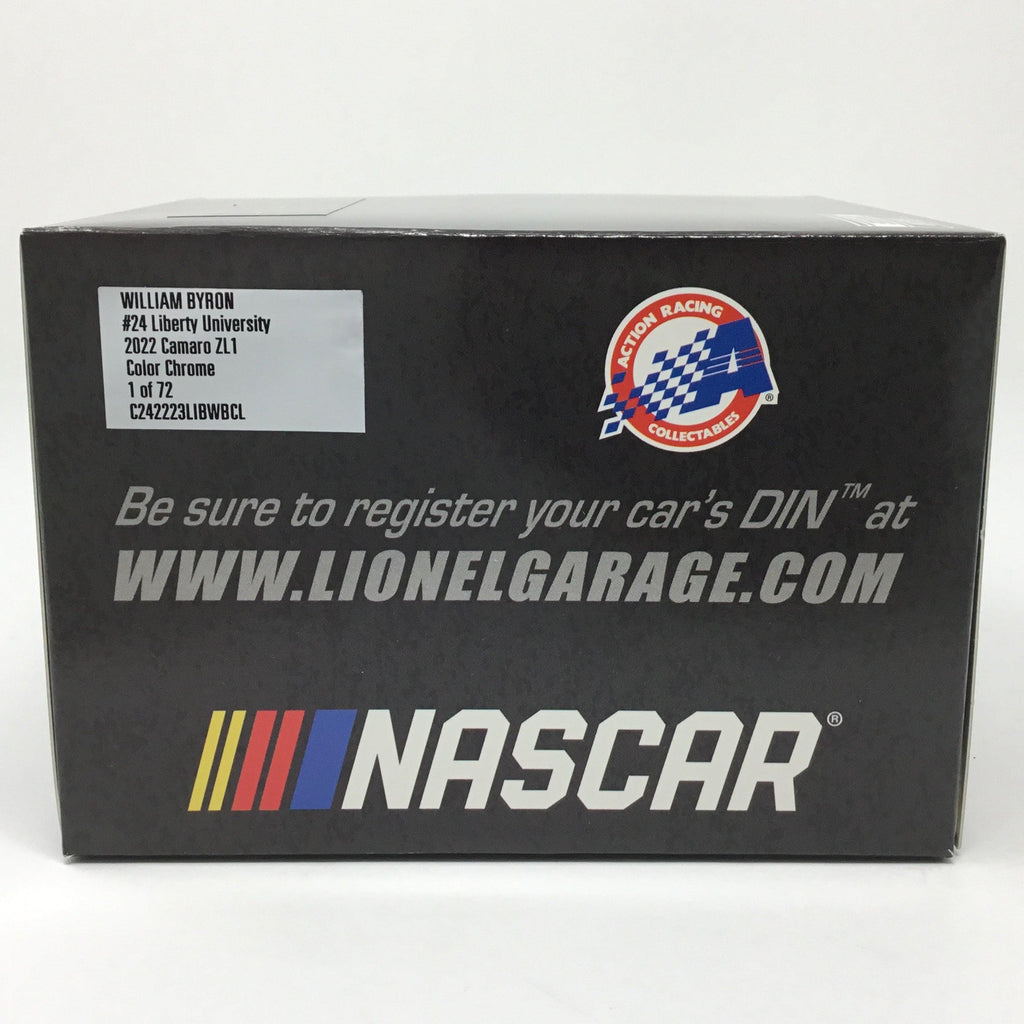 WILLIAM BYRON
#24 Liberty University
2022 Camaro ZL1
Color Chrome
1 of 72
C242223LIBWBCL
ACTION RACING
COLLECTABLES
®
Be sure to register your car's DIN™ at
WWW.LIONELGARAGE.COM
NASCAR®